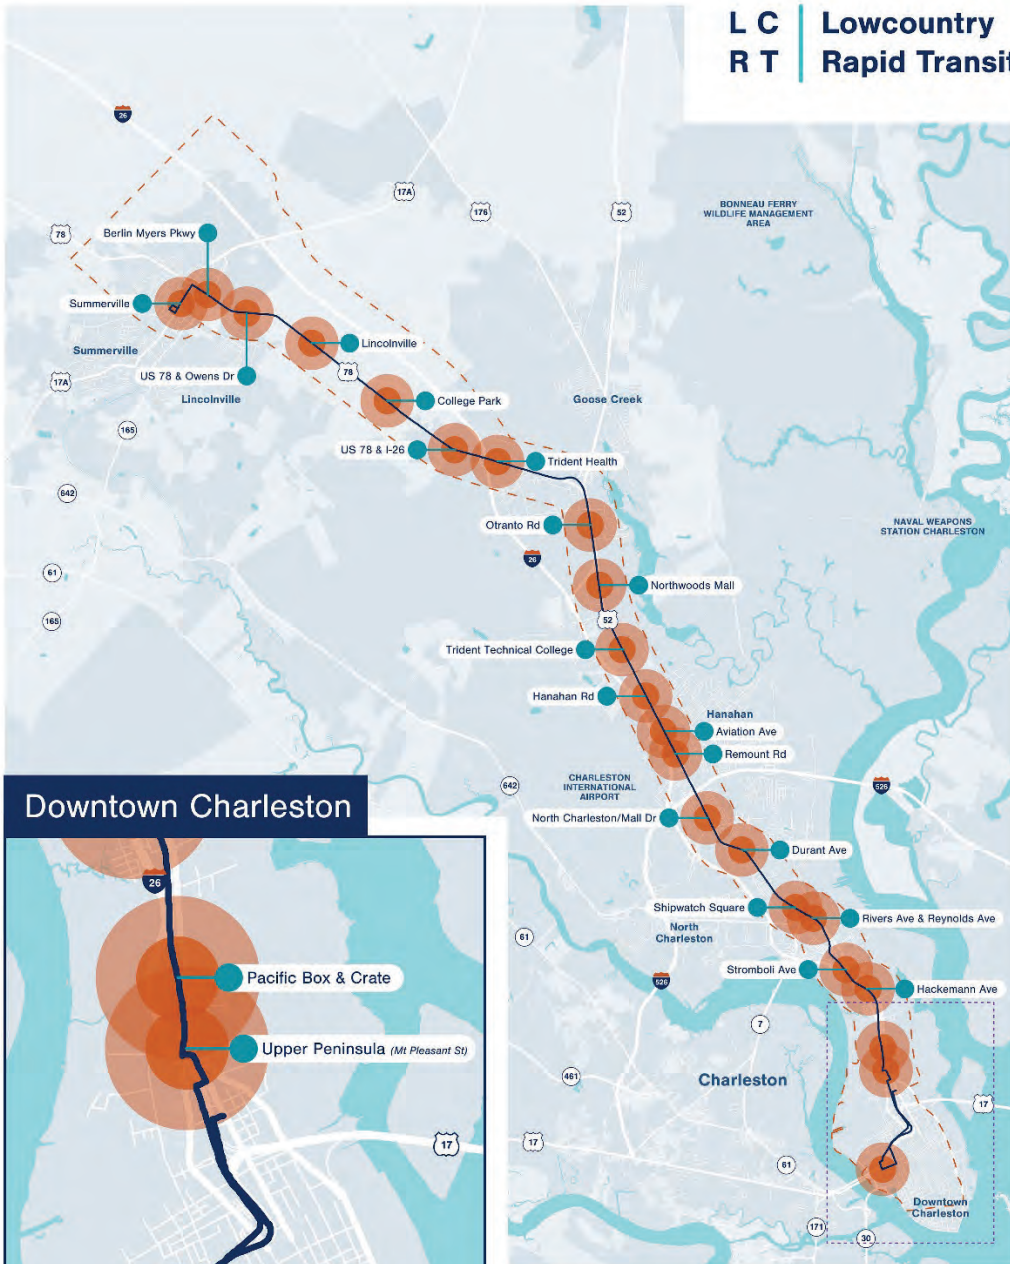 L C
R T
Lowcountry
Rapid Transit
26
17A
176
52
BONNEAU FERRY
WILDLIFE MANAGEMENT
AREA
78
Berlin Myers Pkwy
Summerville
Summerville
Lincolnville
78
17A
US 78 & Owens Dr
Lincolnville
College Park
Goose Creek
165
US 78 & I-26
Trident Health
642
Otranto Rd
NAVAL WEAPONS
STATION CHARLESTON
26
61
Northwoods Mall
165
52
Trident Technical College
Hanahan Rd
Hanahan
Aviation Ave
Remount Rd
642
CHARLESTON
INTERNATIONAL
AIRPORT
526
North Charleston/Mall Dr
Durant Ave
Shipwatch Square
Rivers Ave & Reynolds Ave
61
North
Charleston
Stromboli Ave
526
Hackemann Ave
7
461
Charleston
17
17
61
Downtown
Charleston
171
30
Downtown Charleston
26
Pacific Box & Crate
Upper Peninsula (Mt Pleasant St)
17